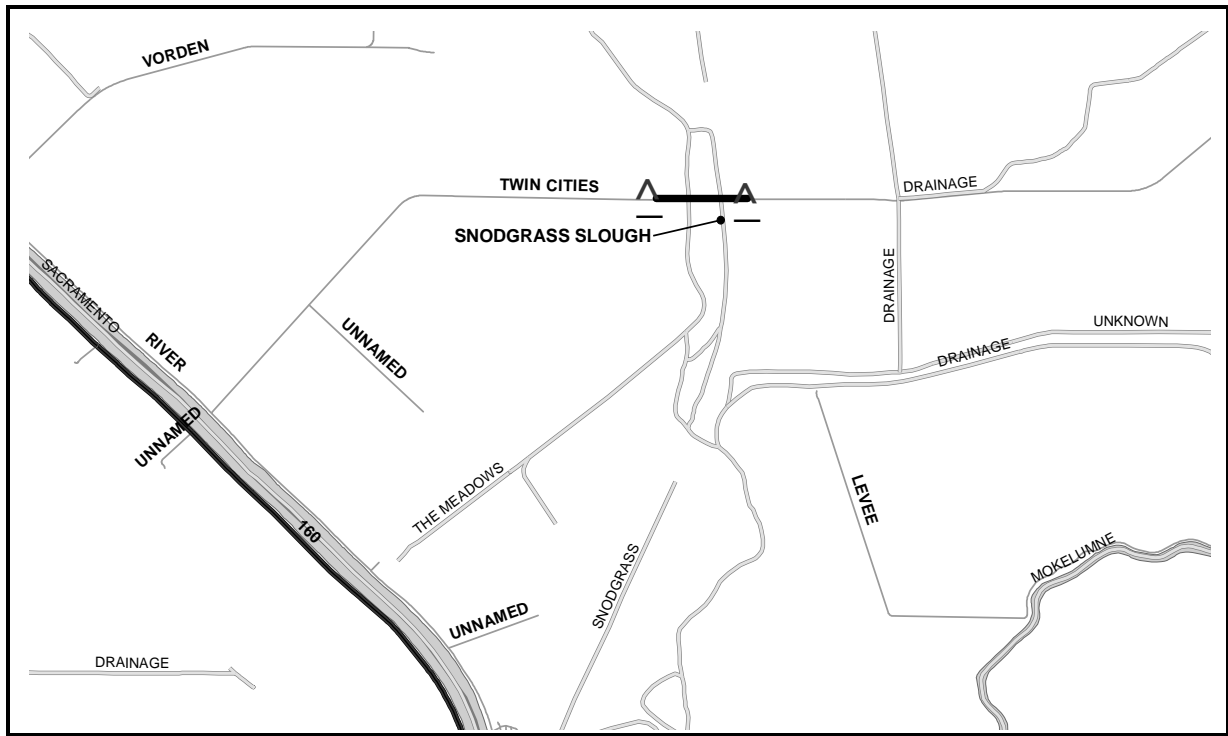 VORDEN
TWIN CITIES
DRAINAGE
SNODGRASS SLOUGH
SACRAMENTO
RIVER
DRAINAGE
UNNAMED
UNKNOWN
DRAINAGE
UNNAMED
THE MEADOWS
LEVEE
160
MOKELUMNE
SNODGRASS
UNNAMED
DRAINAGE